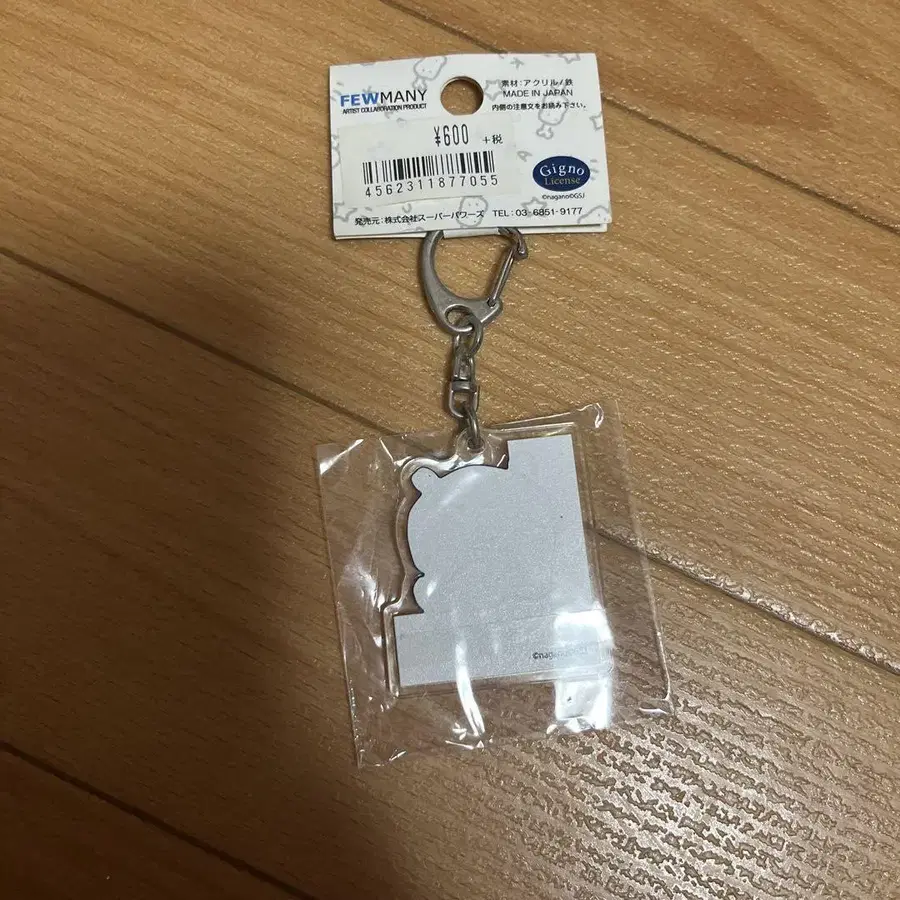 FEWMANY
ARTIST COLLABORATION PRODUCT
¥600 +税
4562311877055
素材:アクリル/鉄
MADE IN JAPAN
内側の注意文をお読み下さい。
Gigno
License
©nagano©GSJ
発売元:株式会社スーパーパワーズ TEL:03-6851-9177